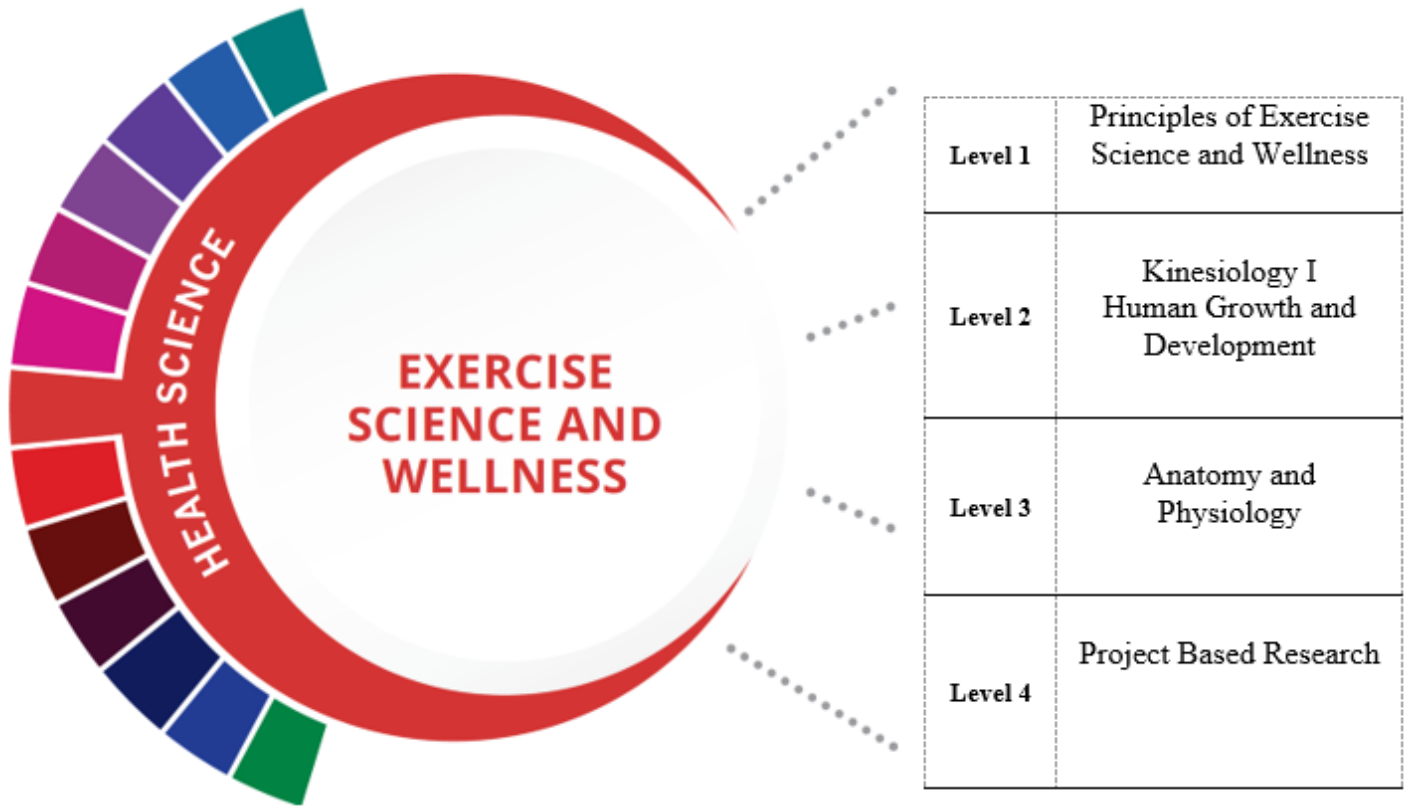 HEALTH SCIENCE
EXERCISE
SCIENCE AND
WELLNESS
Level 1
Principles of Exercise
Science and Wellness
Level 2
Kinesiology I
Human Growth and
Development
Level 3
Anatomy and
Physiology
Level 4
Project Based Research